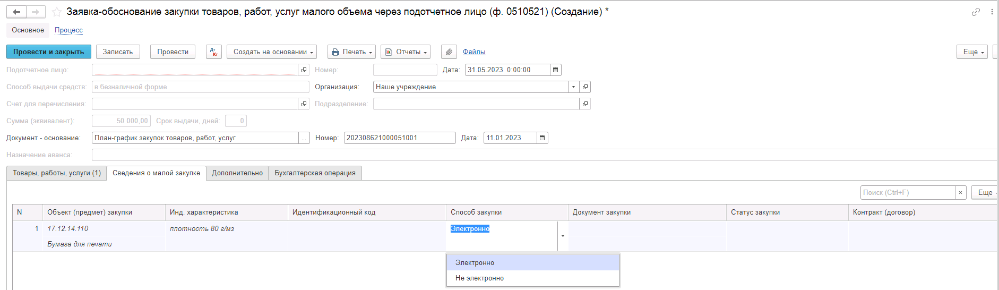 Заявка-обоснование закупки товаров, работ, услуг малого объема через подотчетное лицо (ф. 0510521) (Создание) *
Основное Процесс
Провести и закрыть Записать Провести Дт Кт Создать на основании Печать Отчеты Файлы Еще
Подотчетное лицо: Номер: Дата: 31.05.2023 0:00:00
Способ выдачи средств: в безналичной форме Организация: Наше учреждение
Счет для перечисления: Подразделение:
Сумма (эквивалент): 50 000,00 Срок выдачи, дней: 0
Документ - основание: План-график закупок товаров, работ, услуг ... Номер: 202308621000051001 Дата: 11.01.2023
Назначение аванса:
Товары, работы, услуги (1) Сведения о малой закупке Дополнительно Бухгалтерская операция
Поиск (Ctrl+F) × Еще
N Объект (предмет) закупки Инд. характеристика Идентификационный код Способ закупки Документ закупки Статус закупки Контракт (договор)
1 17.12.14.110 плотность 80 г/мз Электронно
Бумага для печати
Электронно
Не электронно